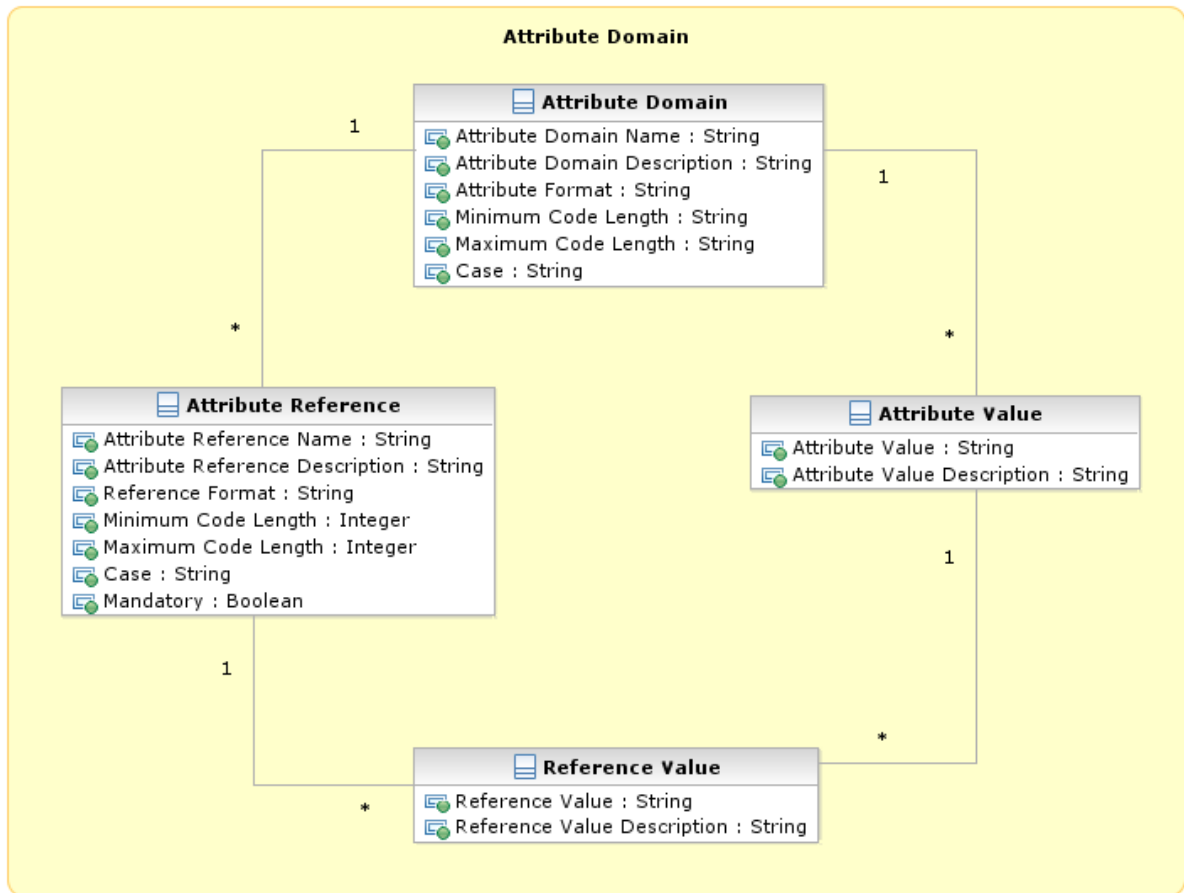 Attribute Domain
Attribute Domain
Attribute Domain Name : String
Attribute Domain Description : String
Attribute Format : String
Minimum Code Length : String
Maximum Code Length : String
Case : String
1
1
*
*
Attribute Reference
Attribute Reference Name : String
Attribute Reference Description : String
Reference Format : String
Minimum Code Length : Integer
Maximum Code Length : Integer
Case : String
Mandatory : Boolean
Attribute Value
Attribute Value : String
Attribute Value Description : String
1
1
*
*
Reference Value
Reference Value : String
Reference Value Description : String